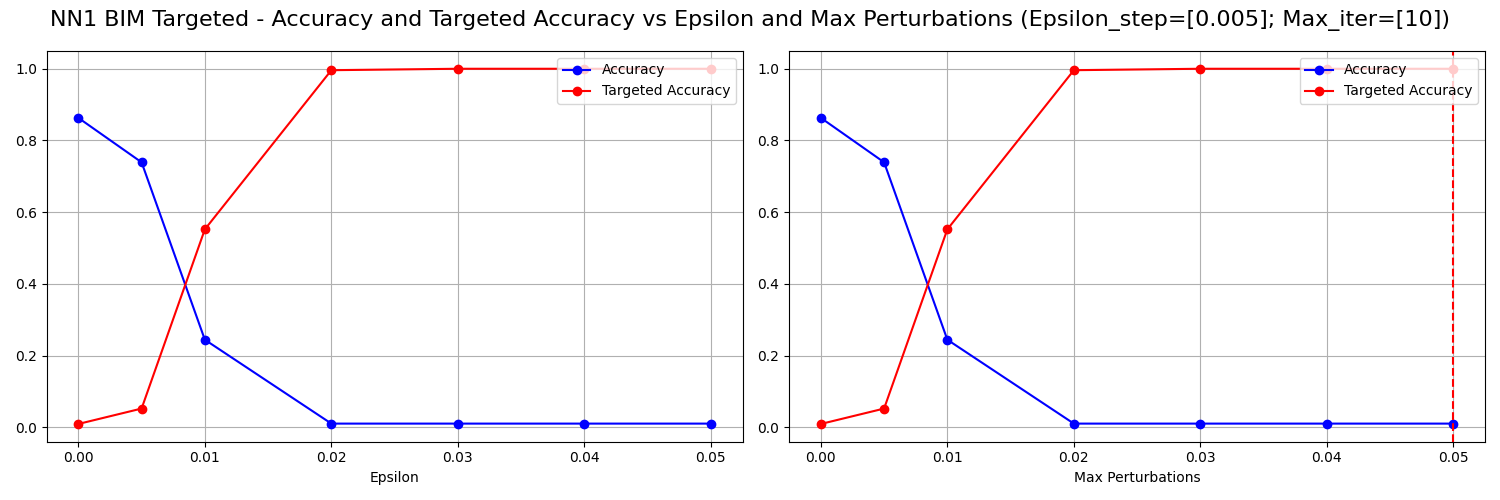 NN1 BIM Targeted - Accuracy and Targeted Accuracy vs Epsilon and Max Perturbations (Epsilon_step=[0.005]; Max_iter=[10])
1.0
0.8
0.6
0.4
0.2
0.0
Accuracy
Targeted Accuracy
0.00 0.01 0.02 0.03 0.04 0.05
Epsilon
1.0
0.8
0.6
0.4
0.2
0.0
Accuracy
Targeted Accuracy
0.00 0.01 0.02 0.03 0.04 0.05
Max Perturbations